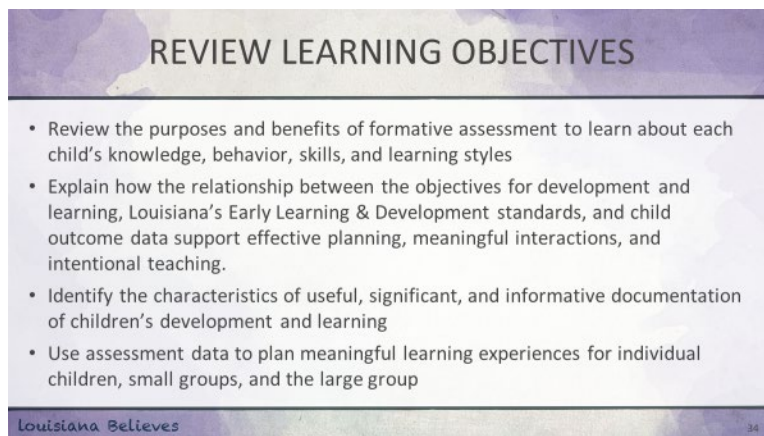 REVIEW LEARNING OBJECTIVES
• Review the purposes and benefits of formative assessment to learn about each
child's knowledge, behavior, skills, and learning styles
• Explain how the relationship between the objectives for development and
learning, Louisiana's Early Learning & Development standards, and child
outcome data support effective planning, meaningful interactions, and
intentional teaching.
• Identify the characteristics of useful, significant, and informative documentation
of children's development and learning
• Use assessment data to plan meaningful learning experiences for individual
children, small groups, and the large group
Louisiana Believes
34